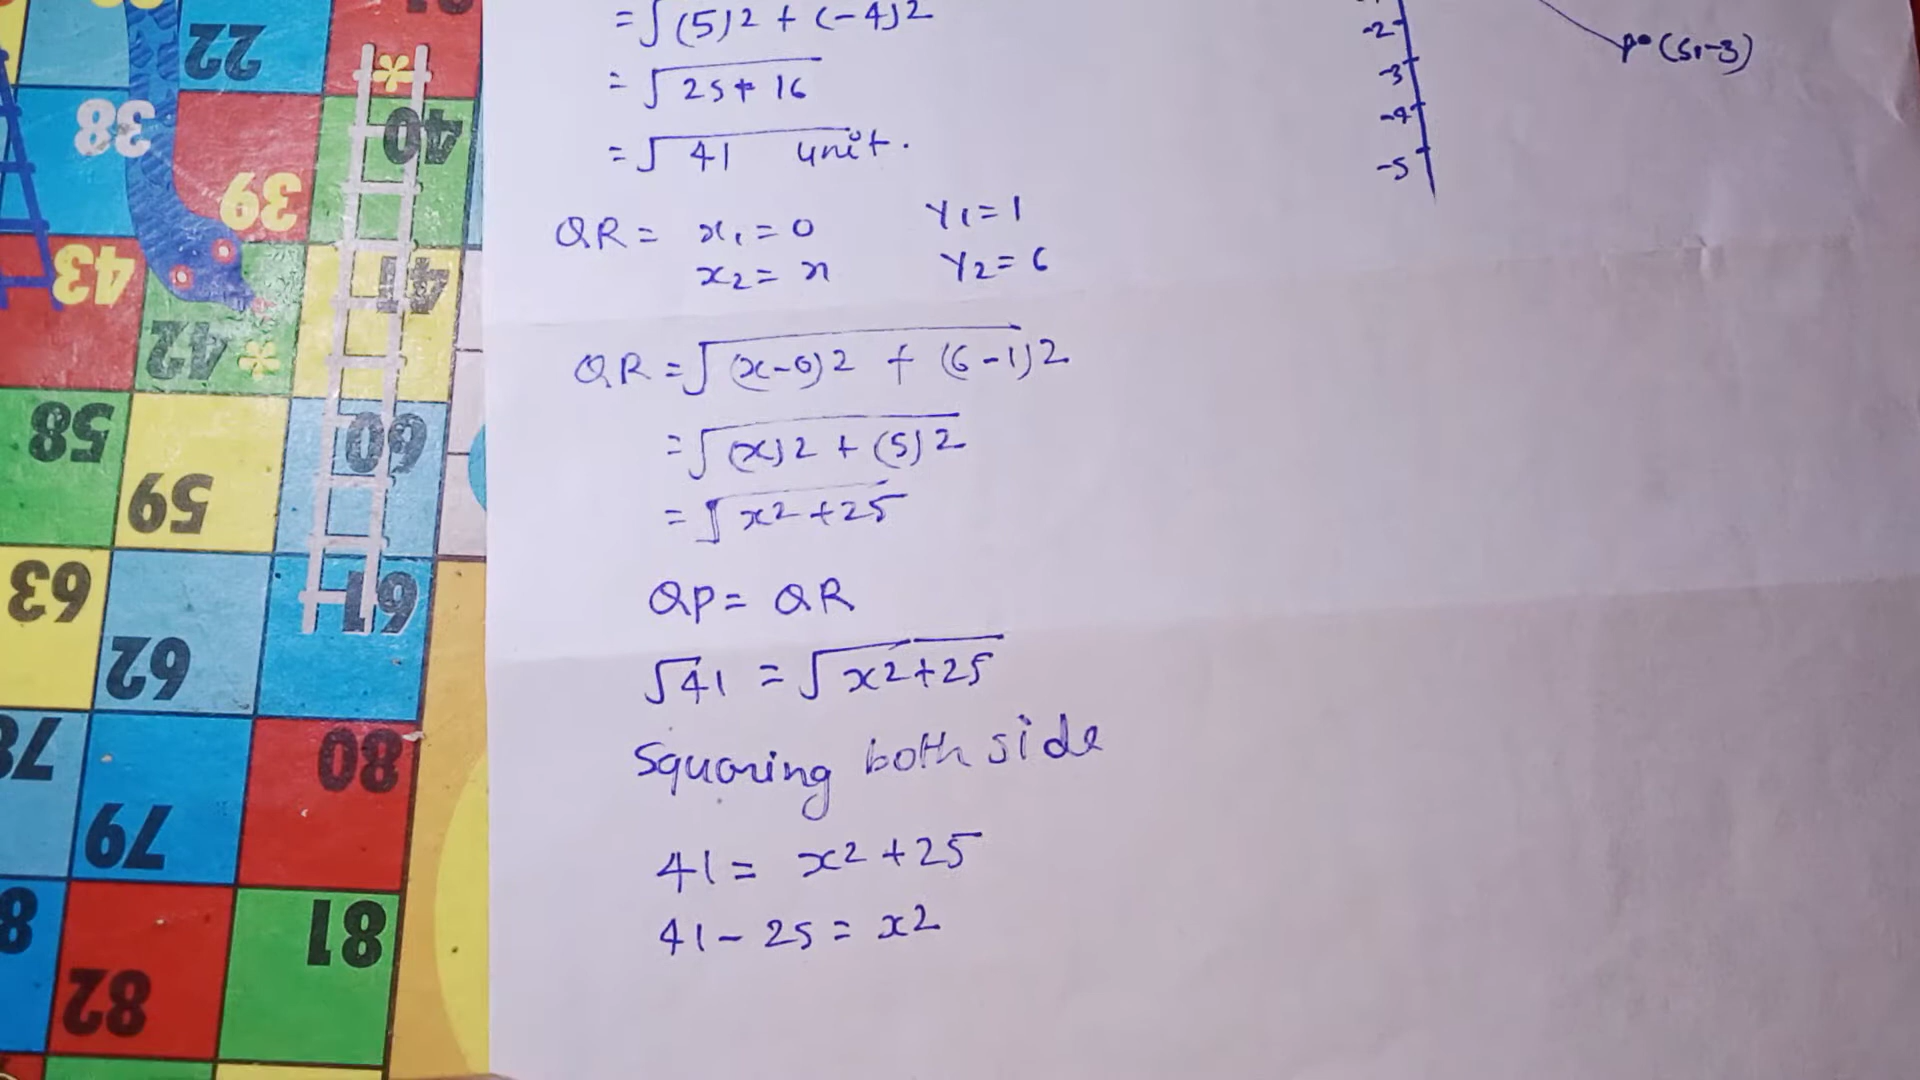 =√(5)2 + (-4)2
=√25+16
=√41 unit.
QR = x1=0 Y1=1
x2=x Y2=6
QR=√(x-0)2 + (6-1)2
=√(x)2+(5)2
=√x2+25
QP= QR
√41 =√x2+25
Squaring both side
41= x2+25
41-25= x2
-2
-3
-4
-5
P(5,-3)
22
38
40
39
43
41
42
58
60
59
63
61
62
78
80
79
81
82